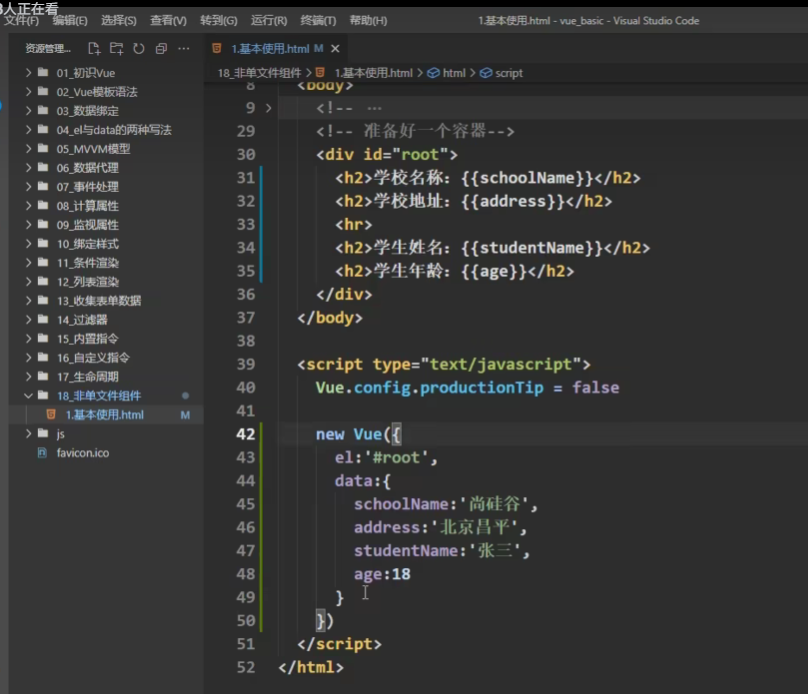 3人正在看
文件(F) 编辑(E) 选择(S) 查看(V) 转到(G) 运行(R) 终端(T) 帮助(H) 1.基本使用.html - vue_basic - Visual Studio Code
资源管理... 1.基本使用.html M ×
18_非单文件组件 > 1.基本使用.html > html > script
01_初识Vue
02_Vue模板语法
03_数据绑定
04_el与data的两种写法
05_MVVM模型
06_数据代理
07_事件处理
08_计算属性
09_监视属性
10_绑定样式
11_条件渲染
12_列表渲染
13_收集表单数据
14_过滤器
15_内置指令
16_自定义指令
17_生命周期
18_非单文件组件
1.基本使用.html M
js
favicon.ico
8 <body>
9 <!-- ...
29 <!-- 准备好一个容器-->
30 <div id="root">
31 <h2>学校名称：{{schoolName}}</h2>
32 <h2>学校地址：{{address}}</h2>
33 <hr>
34 <h2>学生姓名：{{studentName}}</h2>
35 <h2>学生年龄：{{age}}</h2>
36 </div>
37 </body>
38
39 <script type="text/javascript">
40 Vue.config.productionTip = false
41
42 new Vue({
43 el:'#root',
44 data:{
45 schoolName:'尚硅谷',
46 address:'北京昌平',
47 studentName:'张三',
48 age:18
49 }
50 })
51 </script>
52 </html>